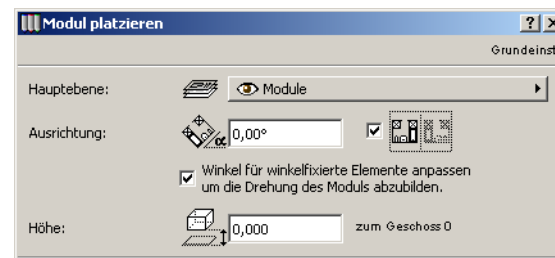 Modul platzieren
Grundeinst
Hauptebene: Module
Ausrichtung: α 0,00°
Winkel für winkelfixierte Elemente anpassen
um die Drehung des Moduls abzubilden.
Höhe: 0,000 zum Geschoss 0